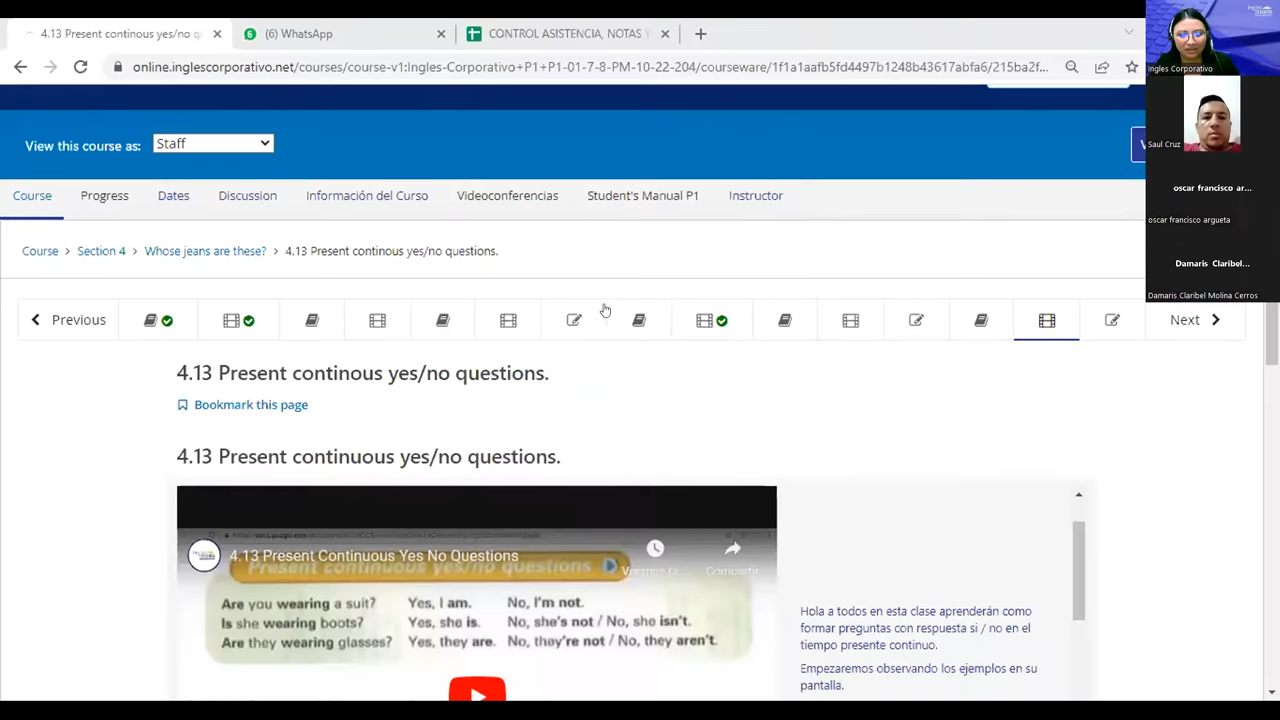 4.13 Present continous yes/no q
(6) WhatsApp
CONTROL ASISTENCIA, NOTAS Y
online.inglescorporativo.net/courses/course-v1:Ingles-Corporativo+P1+P1-01-7-8-PM-10-22-204/courseware/1f1a1aafb5fd4497b1248b45617abfa6/215ba2f...
View this course as:
Staff
Course
Progress
Dates
Discussion
Información del Curso
Videoconferencias
Student's Manual P1
Instructor
Course > Section 4 > Whose jeans are these? > 4.13 Present continous yes/no questions.
Previous
Next
4.13 Present continous yes/no questions.
Bookmark this page
4.13 Present continuous yes/no questions.
4.13 Present Continuous Yes No Questions
Present continuous yes/no questions
Compartir
Are you wearing a suit? Yes, I am. No, I'm not.
Is she wearing boots? Yes, she is. No, she's not / No, she isn't.
Are they wearing glasses? Yes, they are. No, they're not / No, they aren't.
Hola a todos en esta clase aprenderán como
formar preguntas con respuesta si / no en el
tiempo presente continuo.
Empezaremos observando los ejemplos en su
pantalla.
Ingles Corporativo
Saul Cruz
oscar francisco ar...
oscar francisco argueta
Damaris Claribel...
Damaris Claribel Molina Cerros